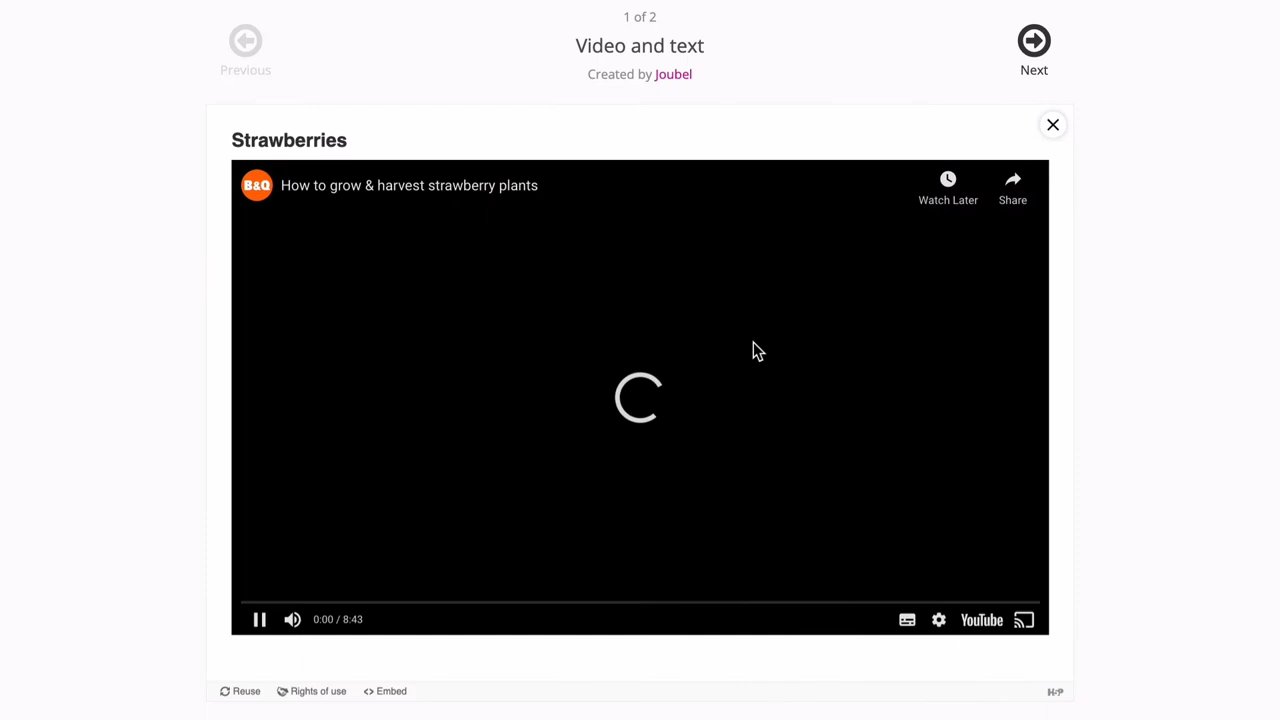 1 of 2
Previous
Video and text
Next
Created by Joubel
Strawberries
B&Q How to grow & harvest strawberry plants
Watch Later Share
0:00 / 8:43
YouTube
Reuse Rights of use <> Embed
H5P